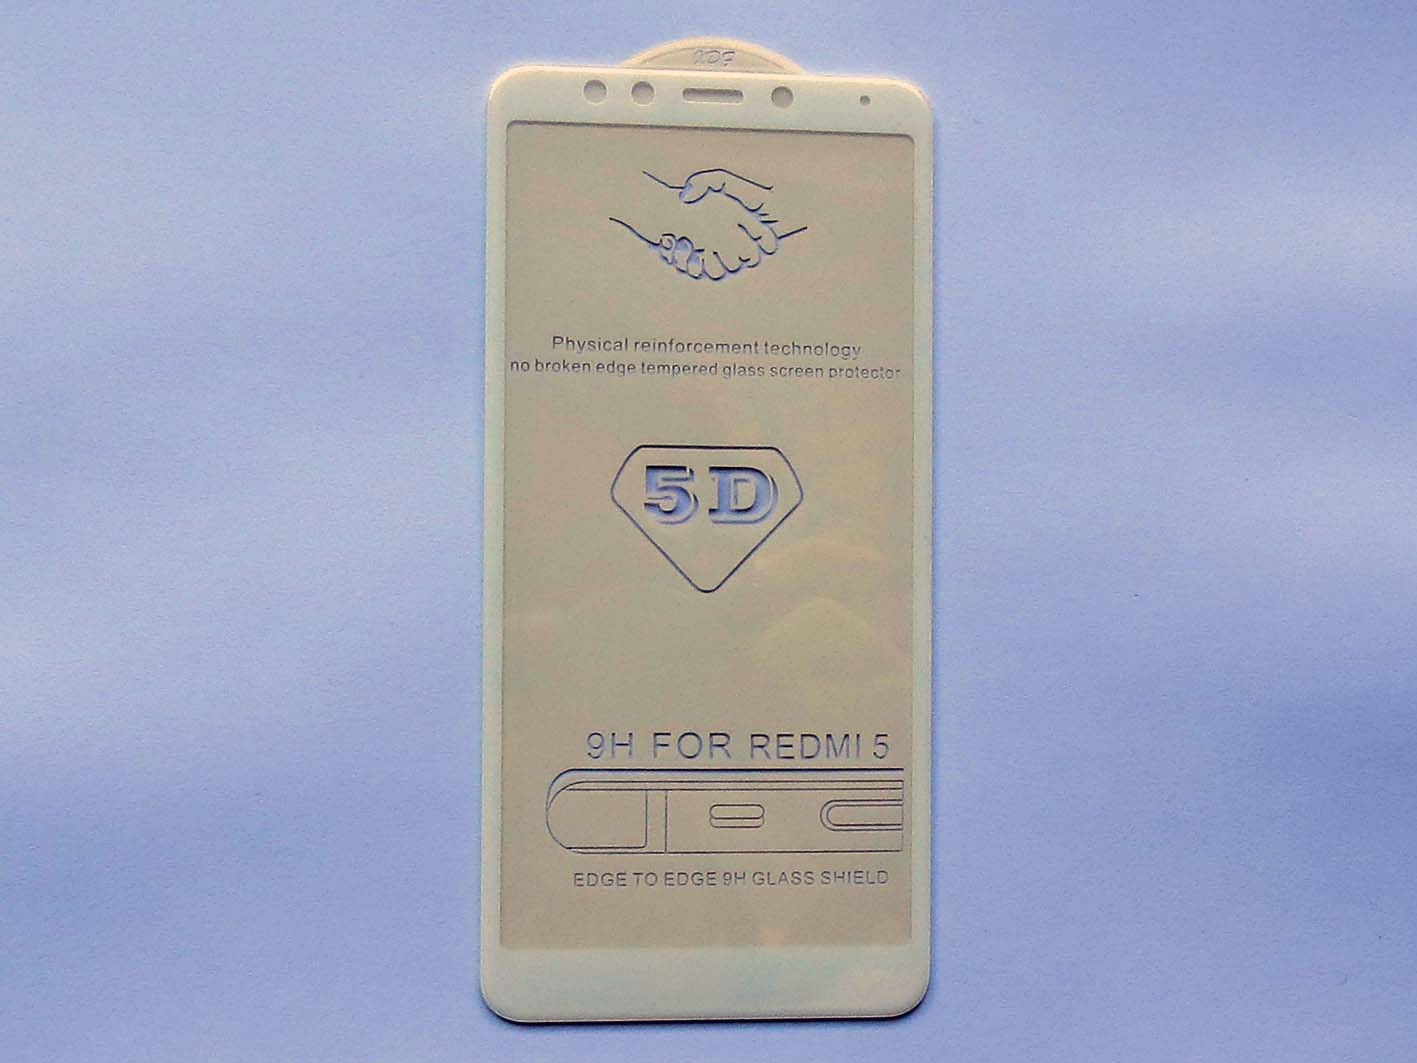 Physical reinforcement technology
no broken edge tempered glass screen protector
5D
9H FOR REDMI 5
EDGE TO EDGE 9H GLASS SHIELD